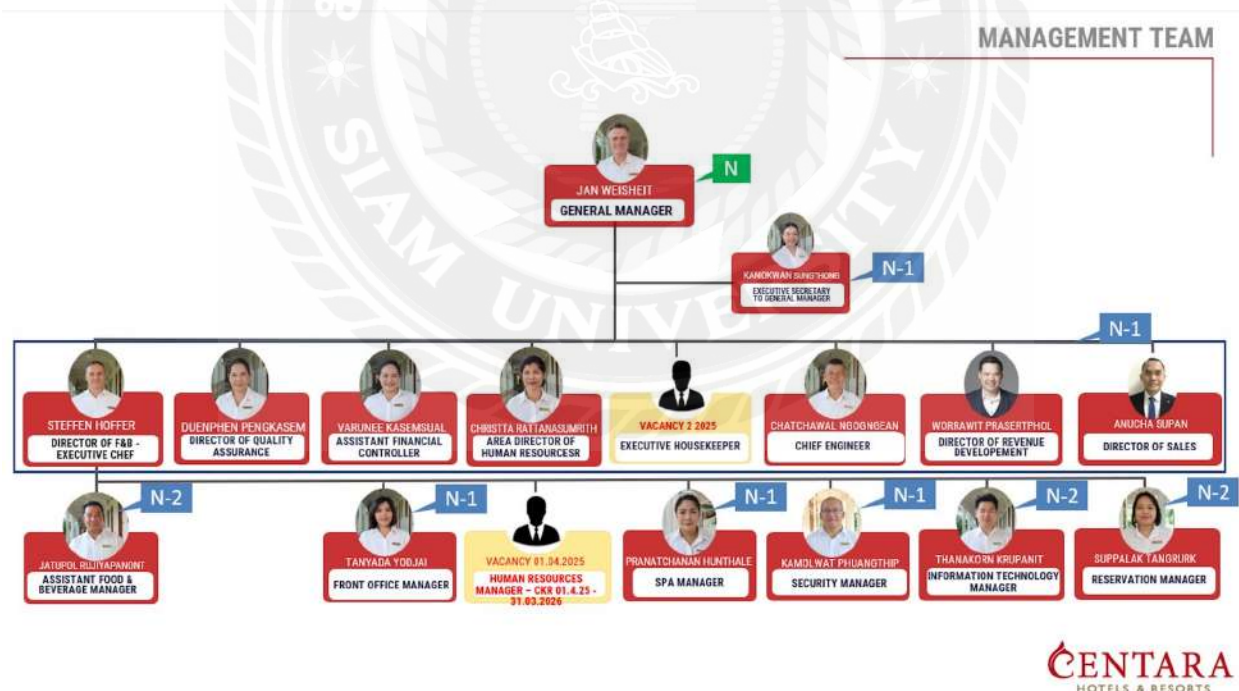 MANAGEMENT TEAM
SIAM UNIVERSITY
JAN WEISHEIT
N
GENERAL MANAGER
KANOKWAN SUNGTHONG
N-1
EXECUTIVE SECRETARY
TO GENERAL MANAGER
N-1
STEFFEN HOFFER
DIRECTOR OF F&B -
EXECUTIVE CHEF
DUENPHEN PENGKASEM
DIRECTOR OF QUALITY
ASSURANCE
VARUNEE KASEMSUAL
ASSISTANT FINANCIAL
CONTROLLER
CHRISTTA RATTANASUMRITH
AREA DIRECTOR OF
HUMAN RESOURCESR
VACANCY 2 2025
EXECUTIVE HOUSEKEEPER
CHATCHAWAL NGOGNGEAN
CHIEF ENGINEER
WORRAWIT PRASERTPHOL
DIRECTOR OF REVENUE
DEVELOPEMENT
ANUCHA SUPAN
DIRECTOR OF SALES
N-2
JATUPOL RUJIYAPANONT
ASSISTANT FOOD &
BEVERAGE MANAGER
N-1
TANYADA YODJAI
FRONT OFFICE MANAGER
VACANCY 01.04.2025
HUMAN RESOURCES
MANAGER – CKR 01.4.25 -
31.03.2026
N-1
PRANATCHANAN HUNTHALE
SPA MANAGER
N-1
KAMOLWAT PHUANGTHIP
SECURITY MANAGER
N-2
THANAKORN KRUPANIT
INFORMATION TECHNOLOGY
MANAGER
N-2
SUPPALAK TANGRURK
RESERVATION MANAGER
CENTARA
HOTELS & RESORTS